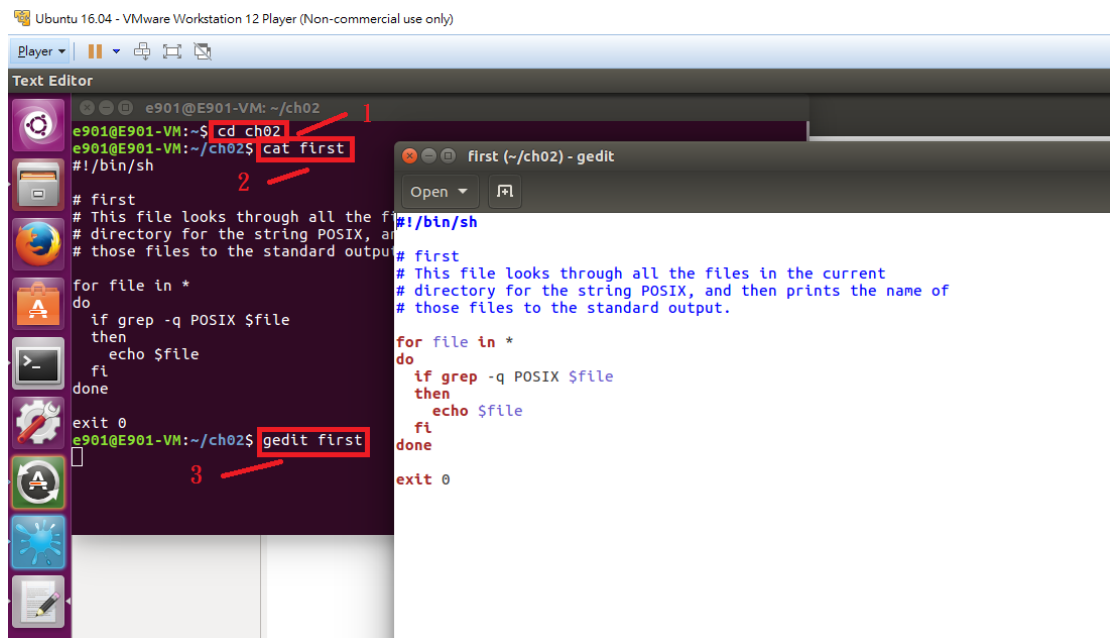 Ubuntu 16.04 - VMware Workstation 12 Player (Non-commercial use only)
Player
Text Editor
e901@E901-VM: ~/ch02
1
e901@E901-VM:~$ cd ch02
e901@E901-VM:~/ch02$ cat first
#!/bin/sh
2
# first
# This file looks through all the fi
# directory for the string POSIX, a
# those files to the standard output
for file in *
do
if grep -q POSIX $file
then
echo $file
fi
done
exit 0
e901@E901-VM:~/ch02$ gedit first
3
first (~/ch02) - gedit
Open
#!/bin/sh
# first
# This file looks through all the files in the current
# directory for the string POSIX, and then prints the name of
# those files to the standard output.
for file in *
do
if grep -q POSIX $file
then
echo $file
fi
done
exit 0